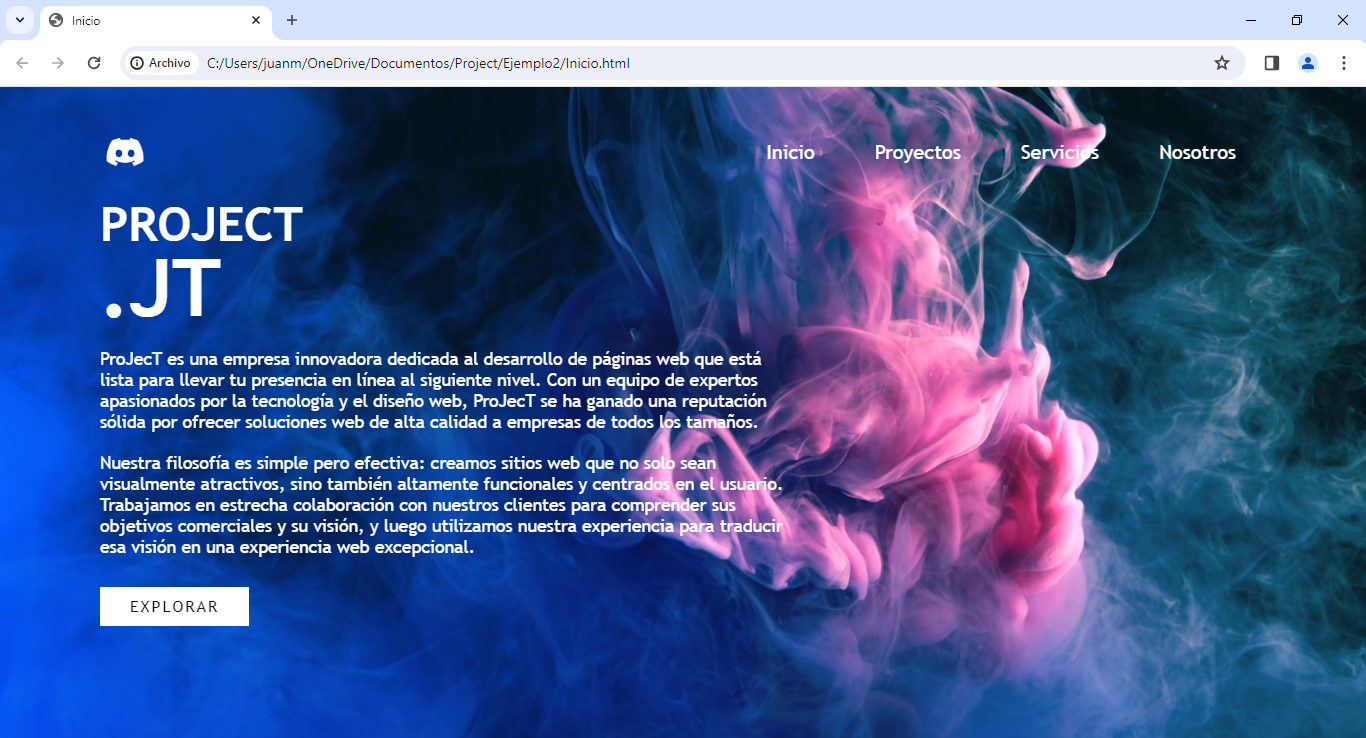 Inicio
Archivo
C:/Users/juanm/OneDrive/Documentos/Project/Ejemplo2/Inicio.html
Inicio Proyectos Servicios Nosotros
PROJECT
.JT
ProJecT es una empresa innovadora dedicada al desarrollo de páginas web que está
lista para llevar tu presencia en línea al siguiente nivel. Con un equipo de expertos
apasionados por la tecnología y el diseño web, ProJecT se ha ganado una reputación
sólida por ofrecer soluciones web de alta calidad a empresas de todos los tamaños.
Nuestra filosofía es simple pero efectiva: creamos sitios web que no solo sean
visualmente atractivos, sino también altamente funcionales y centrados en el usuario.
Trabajamos en estrecha colaboración con nuestros clientes para comprender sus
objetivos comerciales y su visión, y luego utilizamos nuestra experiencia para traducir
esa visión en una experiencia web excepcional.
EXPLORAR